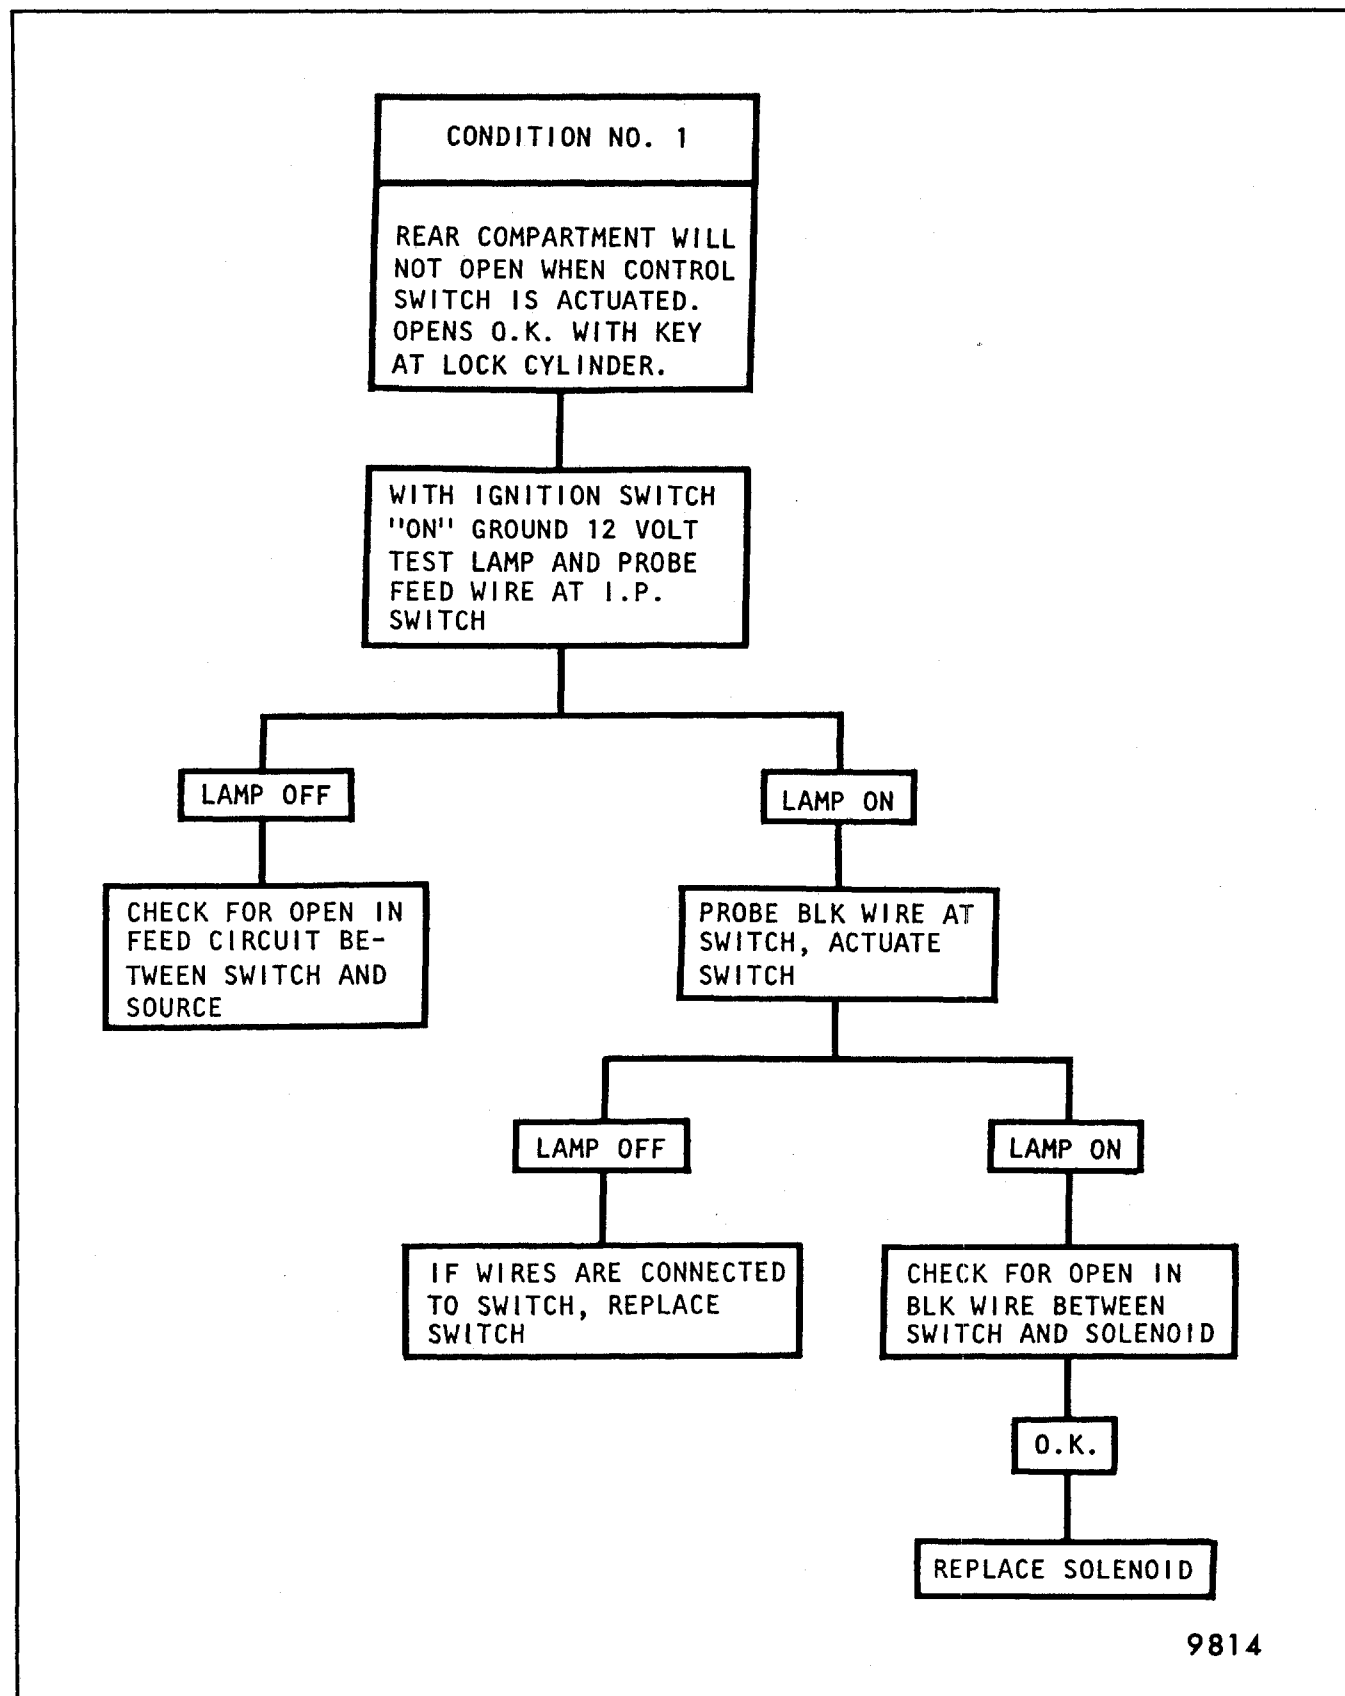 CONDITION NO. 1
REAR COMPARTMENT WILL
NOT OPEN WHEN CONTROL
SWITCH IS ACTUATED.
OPENS O.K. WITH KEY
AT LOCK CYLINDER.
WITH IGNITION SWITCH
"ON" GROUND 12 VOLT
TEST LAMP AND PROBE
FEED WIRE AT I.P.
SWITCH
LAMP OFF
LAMP ON
CHECK FOR OPEN IN
FEED CIRCUIT BE-
TWEEN SWITCH AND
SOURCE
PROBE BLK WIRE AT
SWITCH, ACTUATE
SWITCH
LAMP OFF
LAMP ON
IF WIRES ARE CONNECTED
TO SWITCH, REPLACE
SWITCH
CHECK FOR OPEN IN
BLK WIRE BETWEEN
SWITCH AND SOLENOID
O.K.
REPLACE SOLENOID
9814